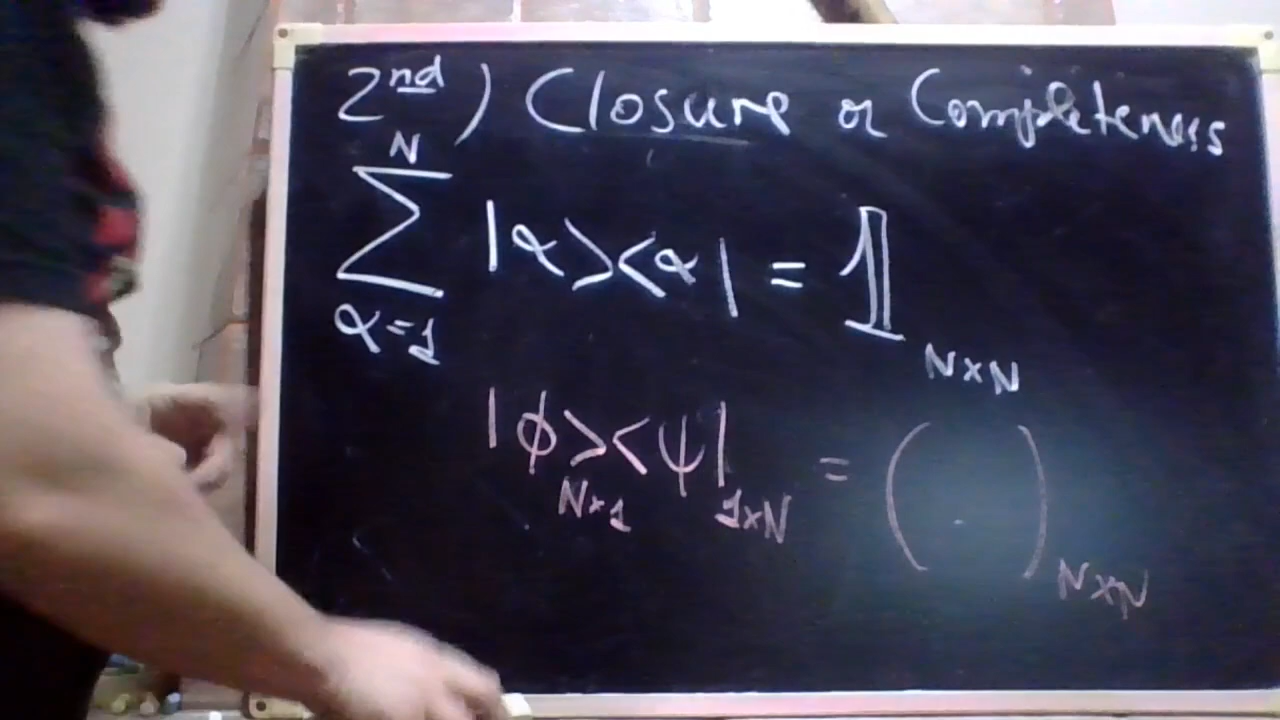 2nd) Closure or Completeness
N
∑ |α><α| = 𝟙 N×N
α=1
|ϕ><ψ| = ( ) N×N
N×1 1×N